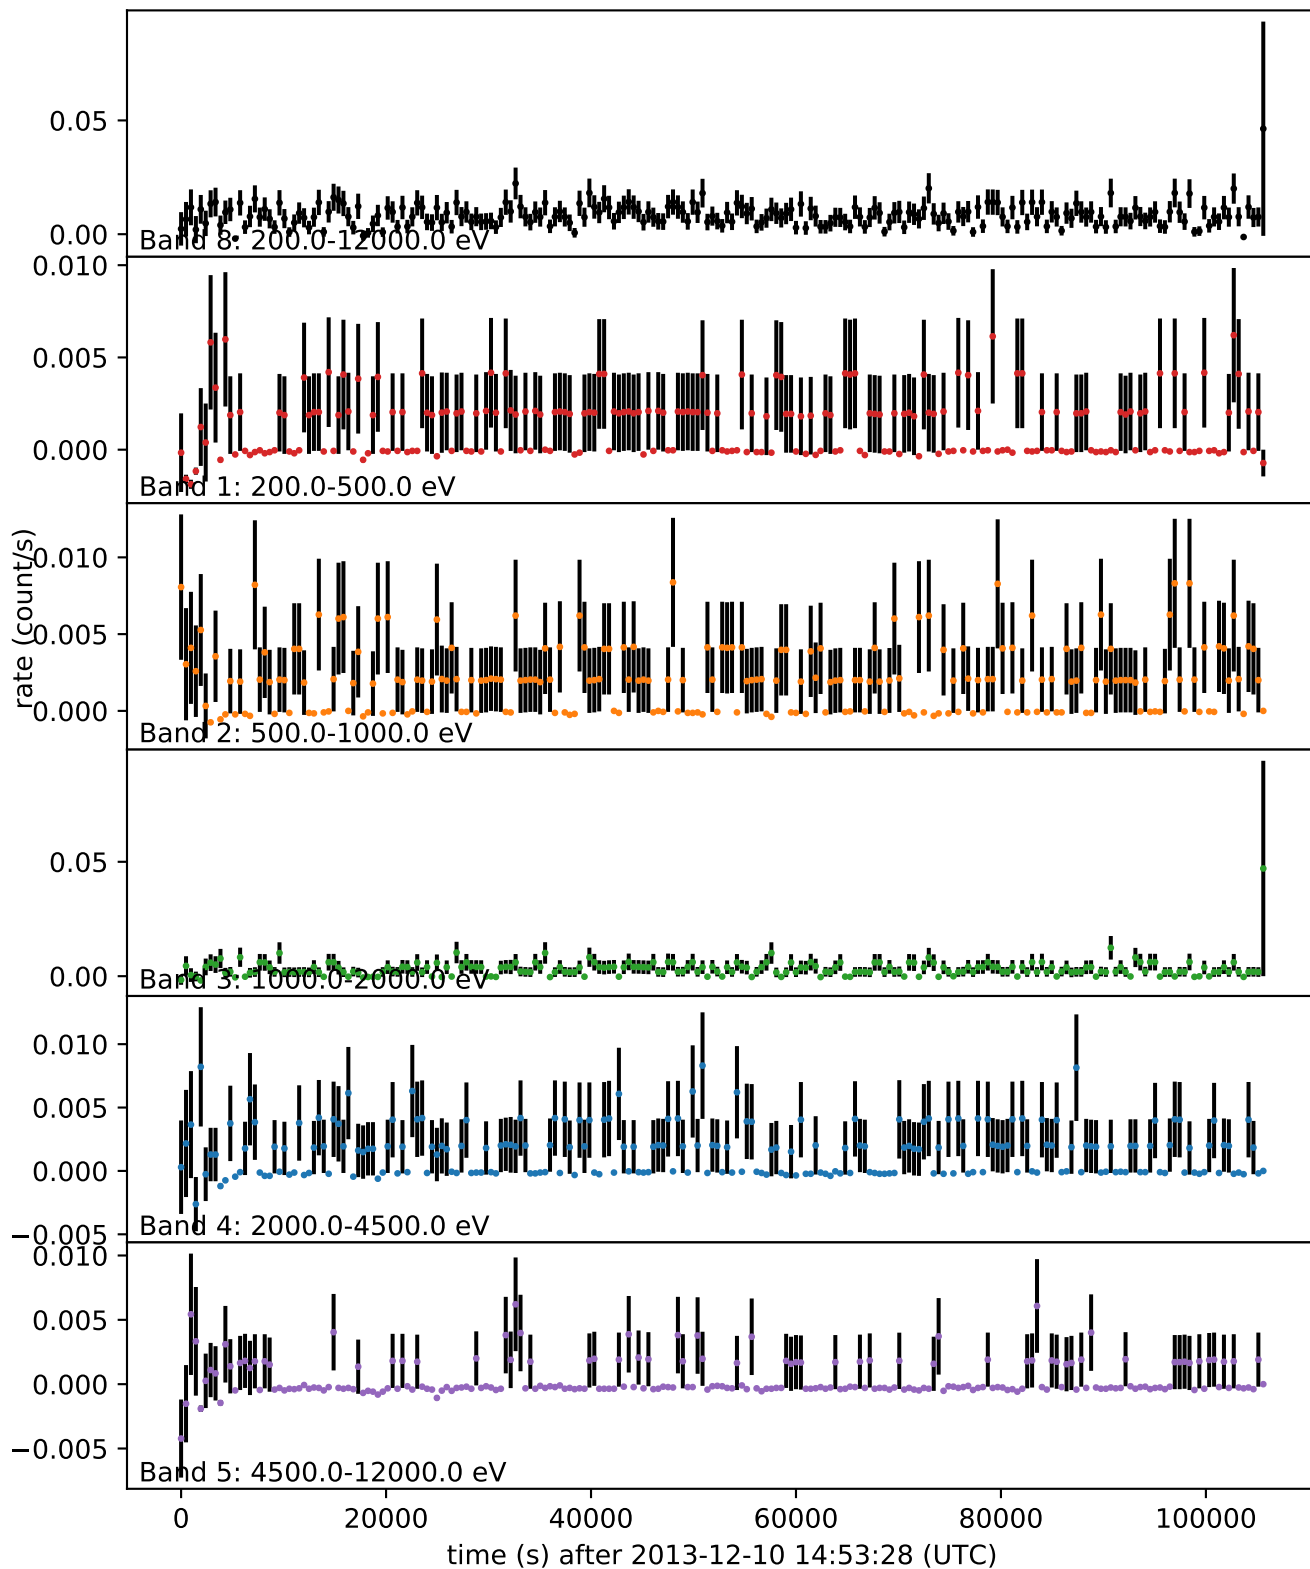 0.05
0.00
Band 8: 200.0-12000.0 eV
0.010
0.005
0.000
Band 1: 200.0-500.0 eV
rate (count/s)
0.010
0.005
0.000
Band 2: 500.0-1000.0 eV
0.05
0.00
Band 3: 1000.0-2000.0 eV
0.010
0.005
0.000
−0.005
Band 4: 2000.0-4500.0 eV
0.010
0.005
0.000
−0.005
Band 5: 4500.0-12000.0 eV
0 20000 40000 60000 80000 100000
time (s) after 2013-12-10 14:53:28 (UTC)